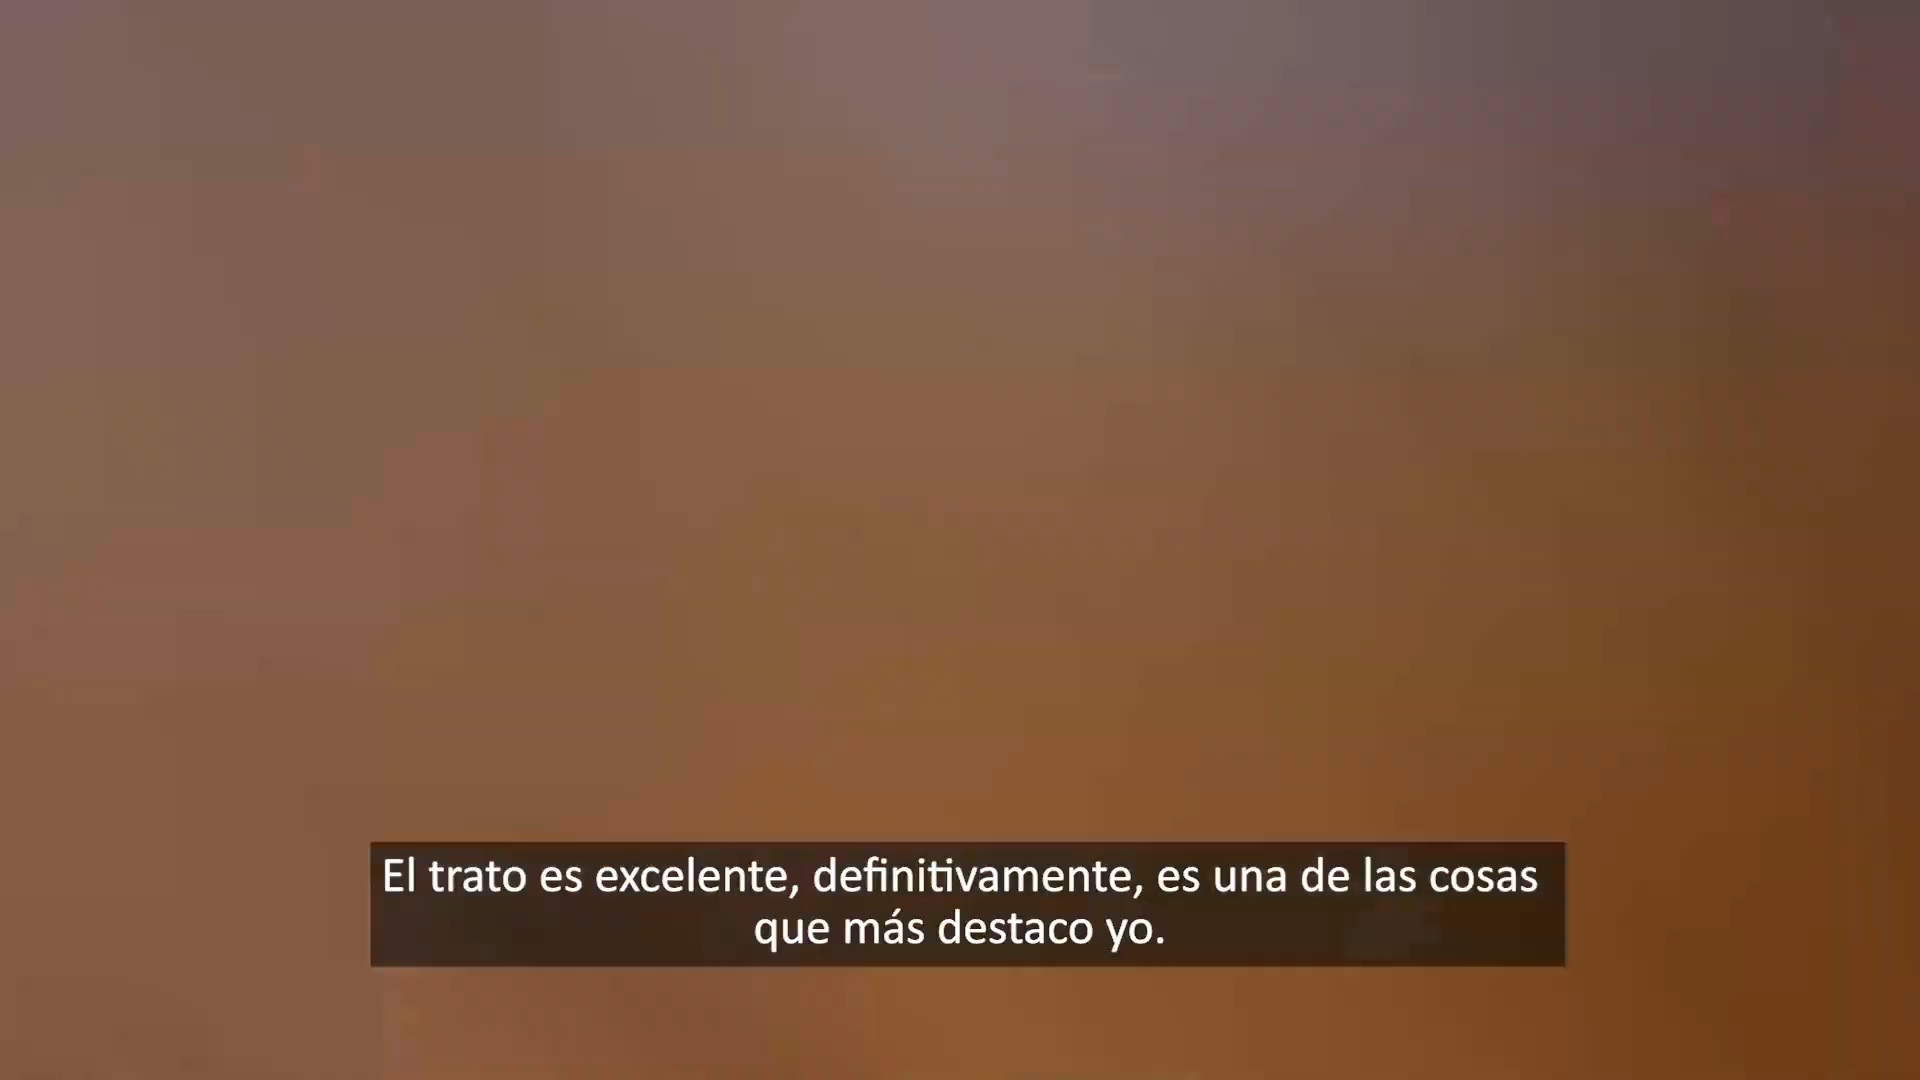 El trato es excelente, definitivamente, es una de las cosas
que más destaco yo.